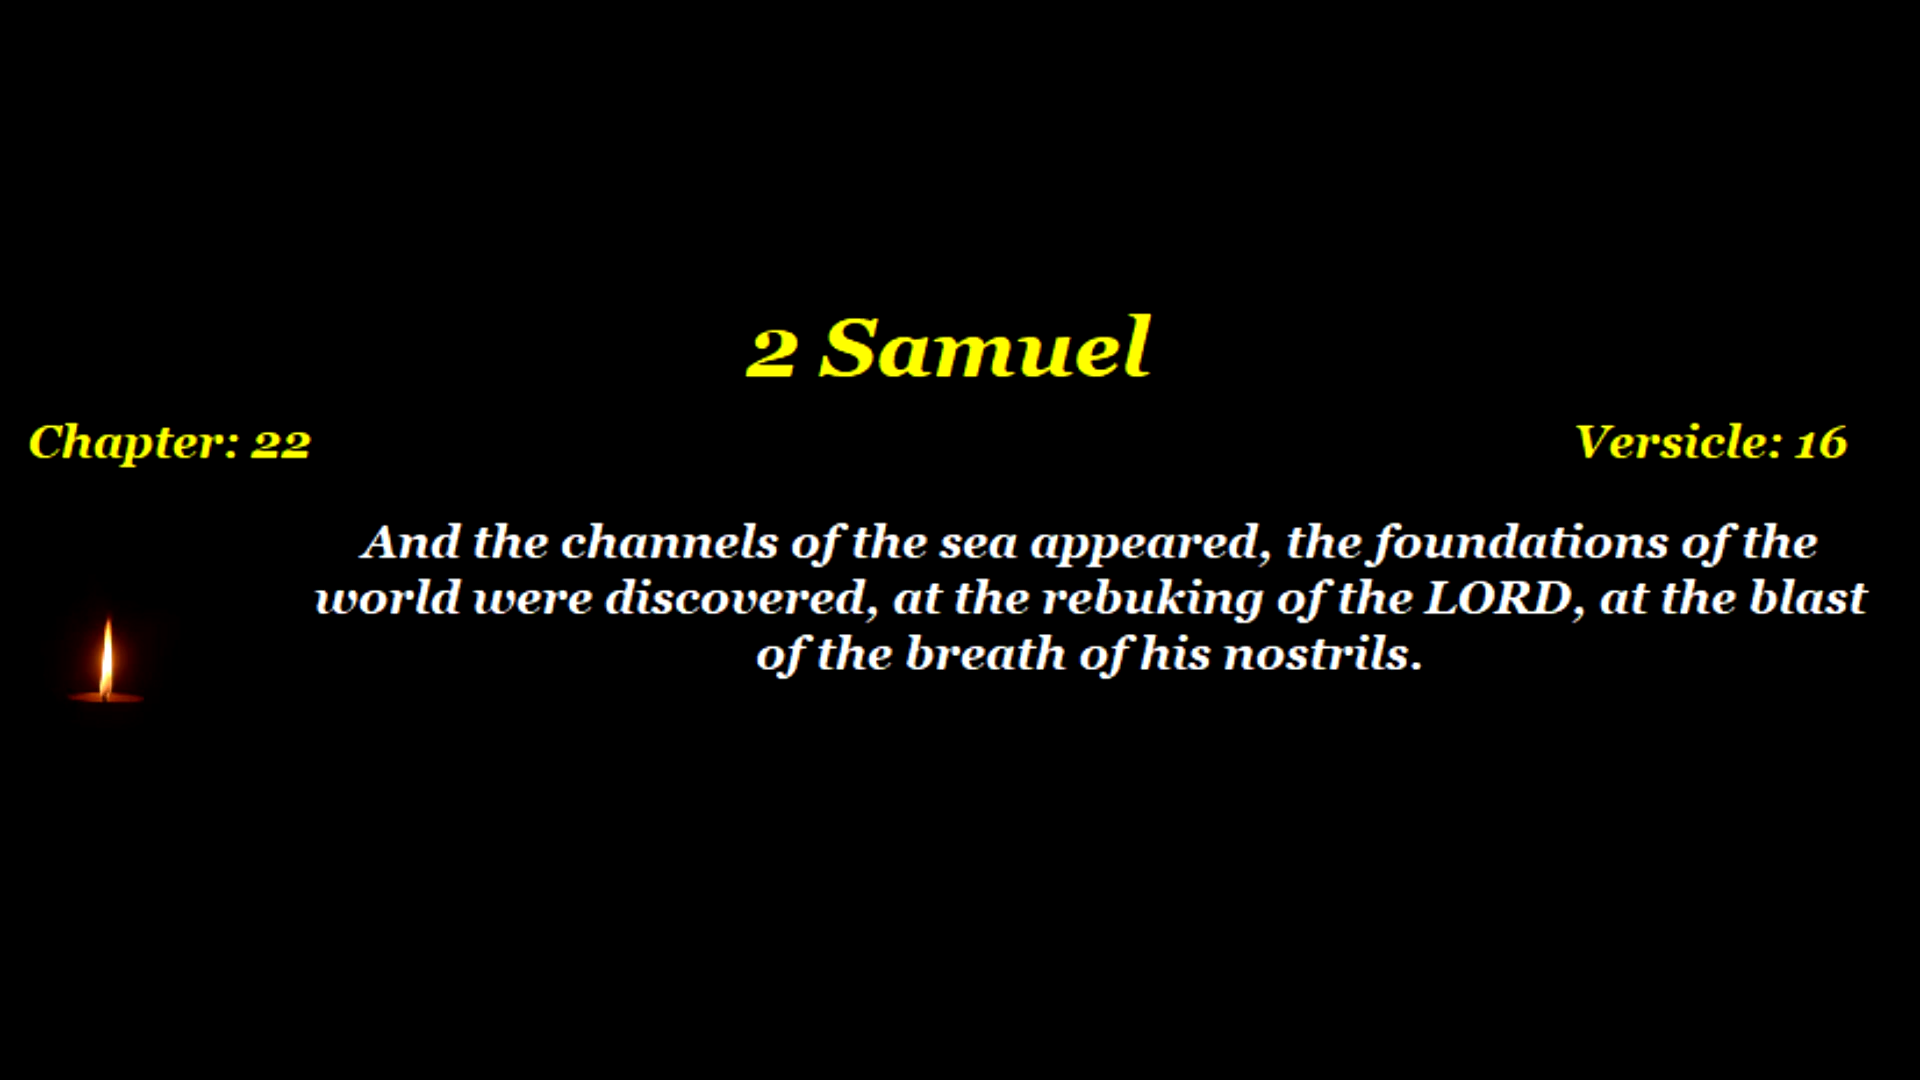 2 Samuel
Chapter: 22
Versicle: 16
And the channels of the sea appeared, the foundations of the
world were discovered, at the rebuking of the LORD, at the blast
of the breath of his nostrils.